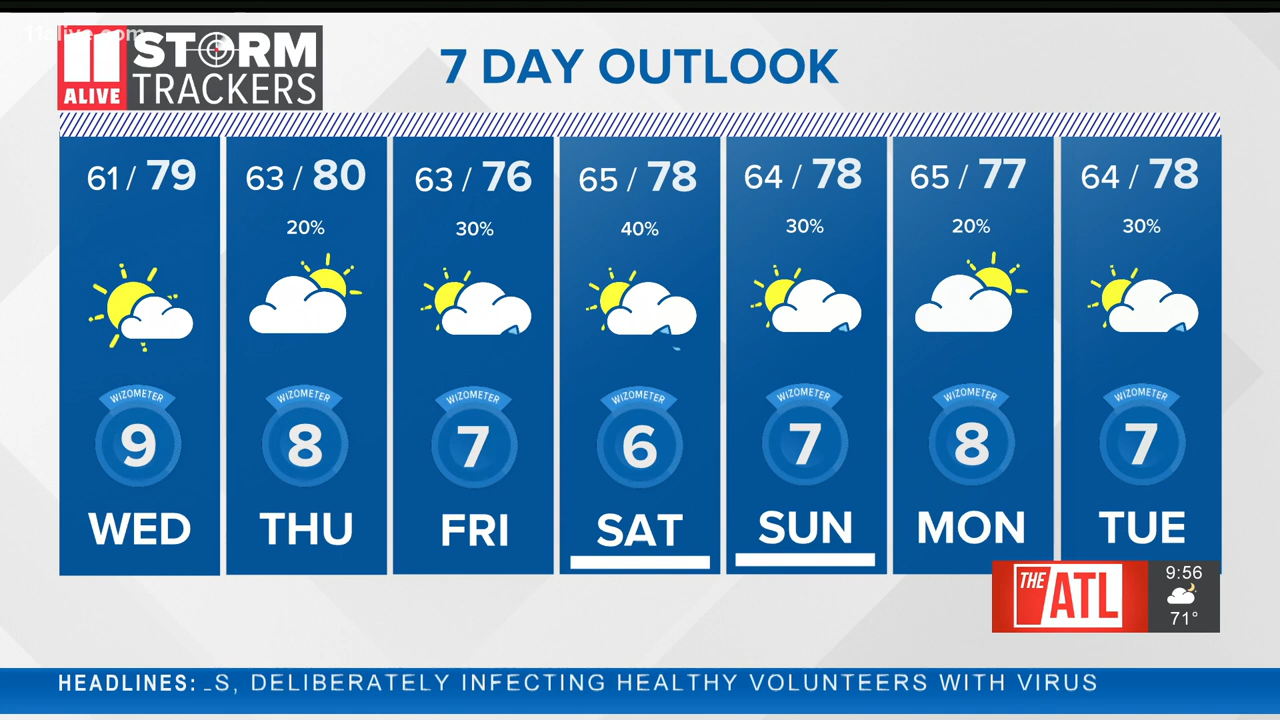 11alive.com
11 ALIVE
STORM
TRACKERS
7 DAY OUTLOOK
61 / 79
63 / 80
63 / 76
65 / 78
64 / 78
65 / 77
64 / 78
20%
30%
40%
30%
20%
30%
WIZOMETER
WIZOMETER
WIZOMETER
WIZOMETER
WIZOMETER
WIZOMETER
WIZOMETER
9
8
7
6
7
8
7
WED
THU
FRI
SAT
SUN
MON
TUE
THE ATL
9:56
71°
HEADLINES: _S, DELIBERATELY INFECTING HEALTHY VOLUNTEERS WITH VIRUS